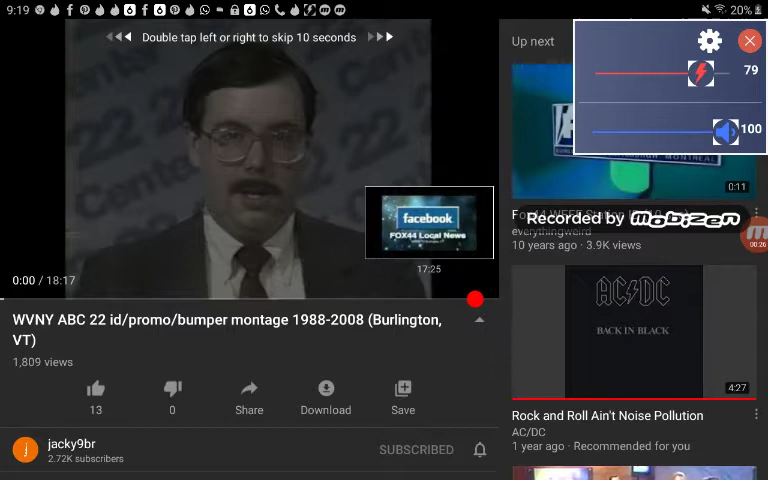 9:19
20%
Double tap left or right to skip 10 seconds
Up next
79
100
facebook
FOX44 Local News
17:25
0:00 / 18:17
MONTREAL
0:11
Recorded by mobizen
everythingweird
10 years ago · 3.9K views
00:26
WVNY ABC 22 id/promo/bumper montage 1988-2008 (Burlington,
VT)
1,809 views
13
0
Share
Download
Save
AC/DC
BACK IN BLACK
4:27
Rock and Roll Ain't Noise Pollution
AC/DC
1 year ago · Recommended for you
j
jacky9br
2.72K subscribers
SUBSCRIBED